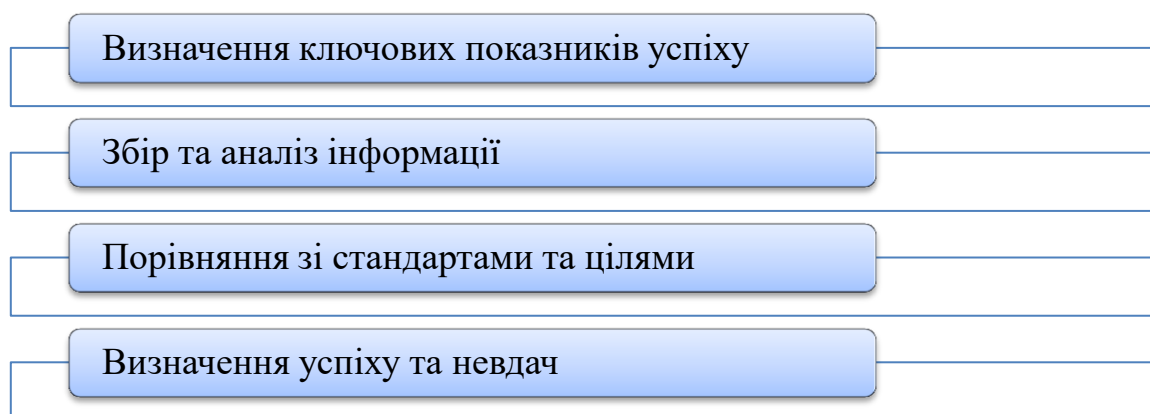 Визначення ключових показників успіху
Збір та аналіз інформації
Порівняння зі стандартами та цілями
Визначення успіху та невдач